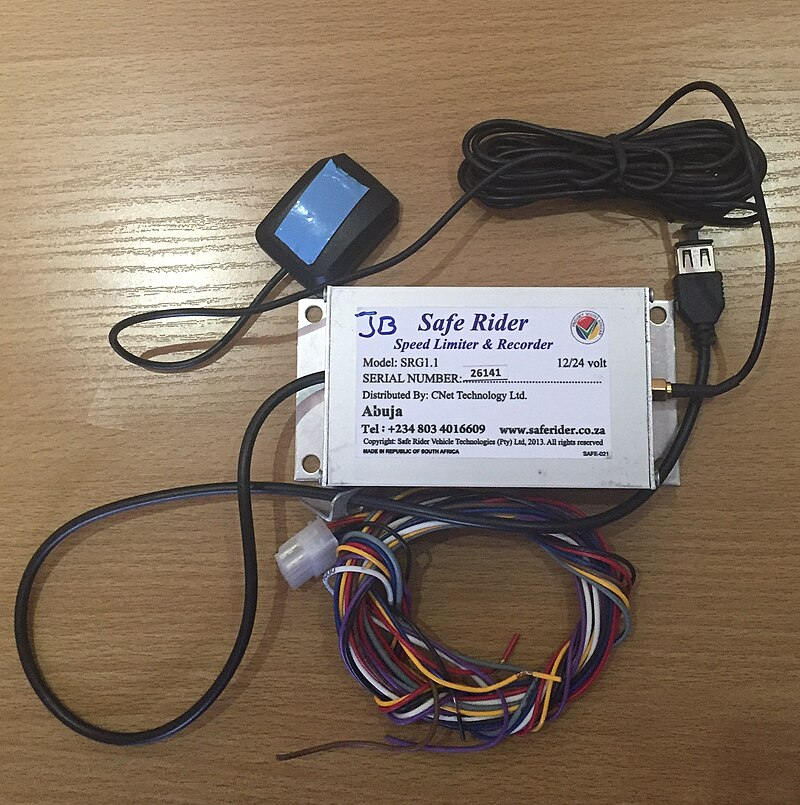 JB Safe Rider
Speed Limiter & Recorder
Model: SRG1.1 12/24 volt
SERIAL NUMBER: 26141
Distributed By: CNet Technology Ltd.
Abuja
Tel : +234 803 4016609 www.saferider.co.za
Copyright: Safe Rider Vehicle Technologies (Pty) Ltd, 2013. All rights reserved
MADE IN REPUBLIC OF SOUTH AFRICA SAFE-021